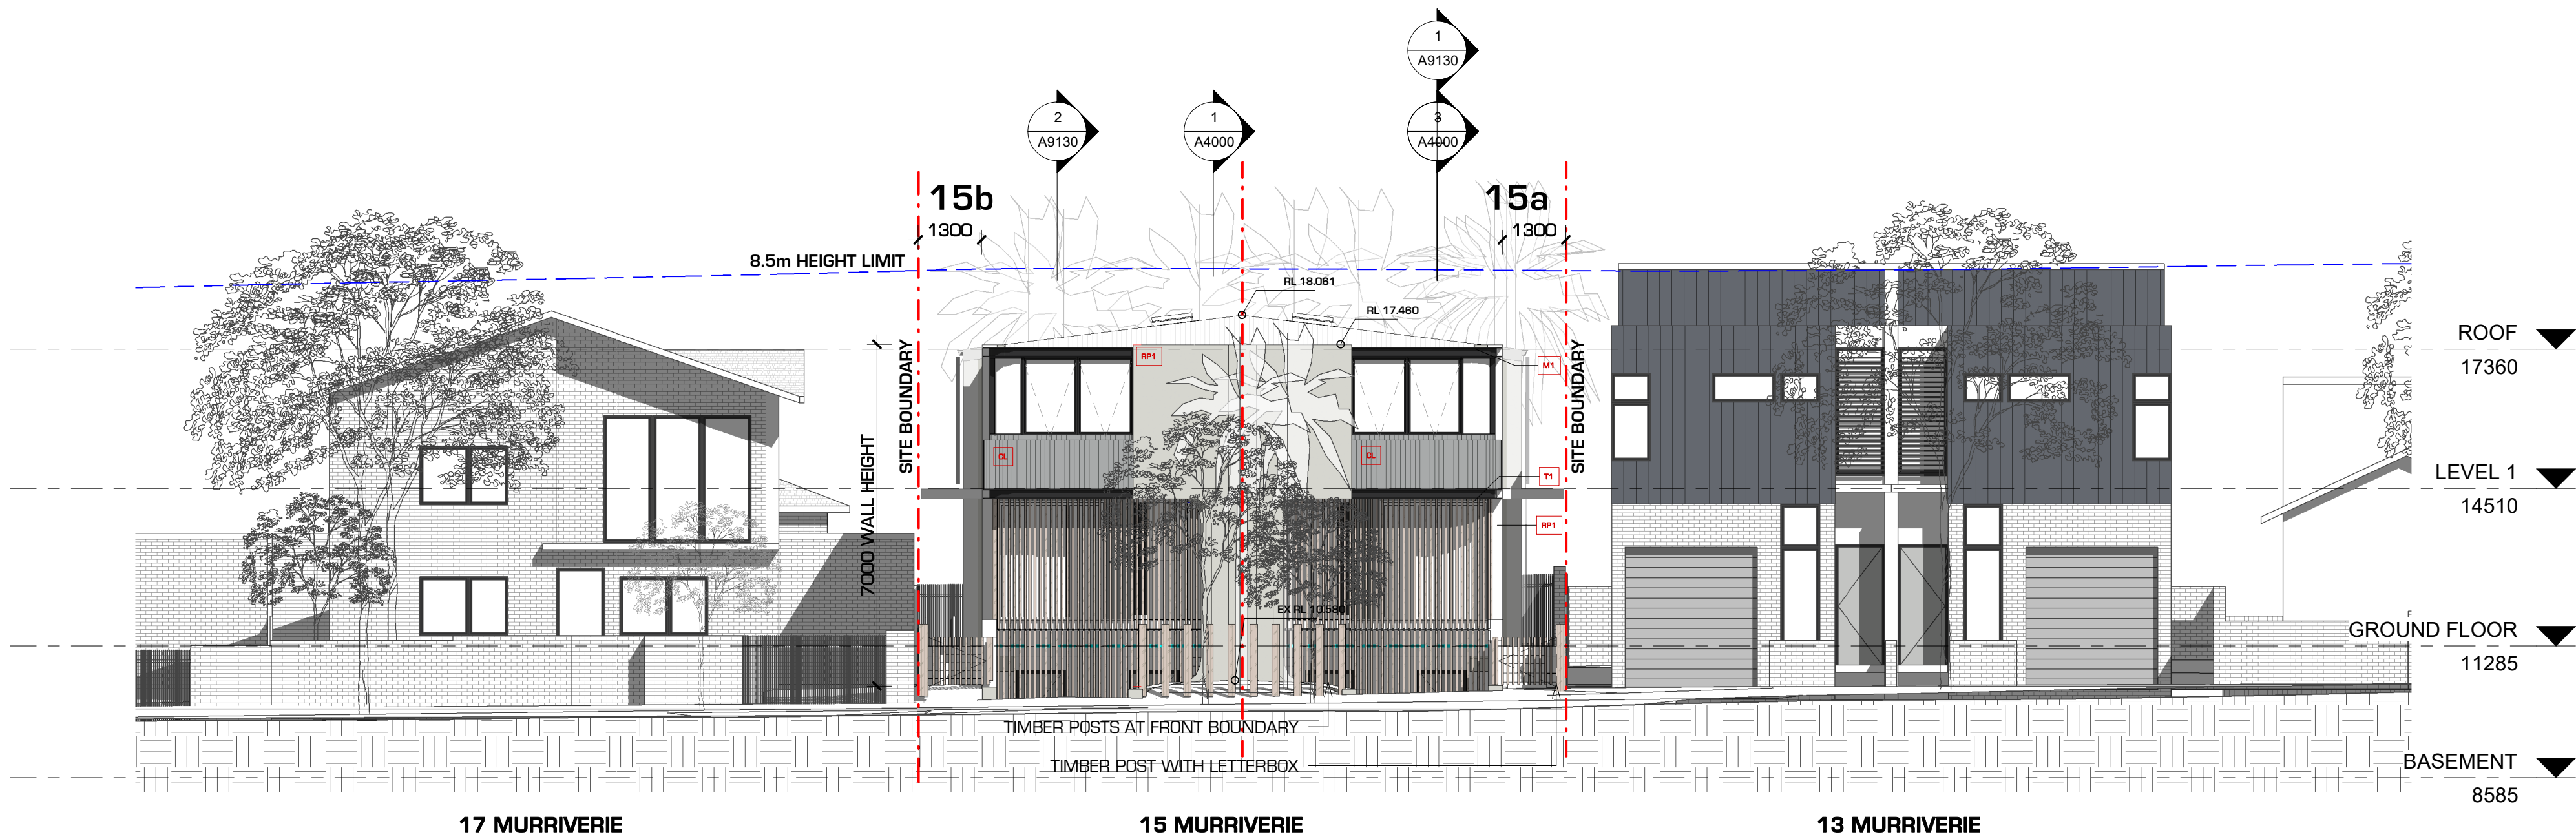 1
A9130
2
A9130
1
A4000
3
A4000
15b
15a
1300
1300
8.5m HEIGHT LIMIT
RL 18.061
RL 17.460
SITE BOUNDARY
SITE BOUNDARY
7000 WALL HEIGHT
RP1
M1
CL
CL
T1
RP1
EX RL 10.580
ROOF
17360
LEVEL 1
14510
GROUND FLOOR
11285
BASEMENT
8585
TIMBER POSTS AT FRONT BOUNDARY
TIMBER POST WITH LETTERBOX
17 MURRIVERIE
15 MURRIVERIE
13 MURRIVERIE